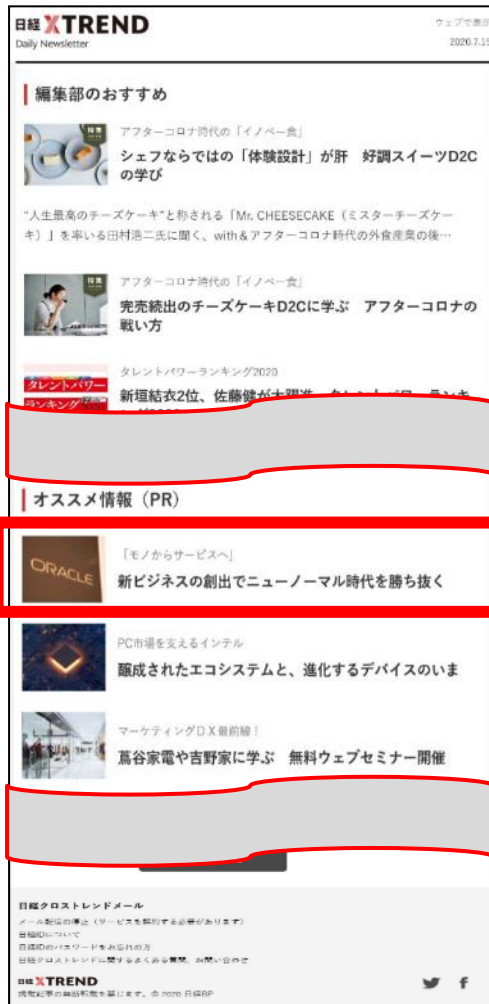 日経 XTREND
Daily Newsletter
ウェブで表示
2020.7.15
編集部のおすすめ
特集
アフターコロナ時代の「イノベー食」
シェフならではの「体験設計」が肝　好調スイーツD2C
の学び
“人生最高のチーズケーキ”と称される「Mr. CHEESECAKE（ミスターチーズケー
キ）」を率いる田村浩二氏に聞く、with＆アフターコロナ時代の外食産業の後…
特集
アフターコロナ時代の「イノベー食」
完売続出のチーズケーキD2Cに学ぶ　アフターコロナの
戦い方
タレントパワー
ランキング
タレントパワーランキング2020
新垣結衣2位、佐藤健が大躍進　タレントパワーランキ
オススメ情報（PR）
ORACLE
「モノからサービスへ」
新ビジネスの創出でニューノーマル時代を勝ち抜く
PC市場を支えるインテル
醸成されたエコシステムと、進化するデバイスのいま
マーケティングＤＸ最前線！
蔦谷家電や吉野家に学ぶ　無料ウェブセミナー開催
日経クロストレンドメール
メール配信の停止（サービスを解約する必要があります）
日経IDについて
日経IDのパスワードをお忘れの方
日経クロストレンドに関するよくある質問、お問い合わせ
日経 XTREND
掲載記事の無断転載を禁じます。© 2020 日経BP